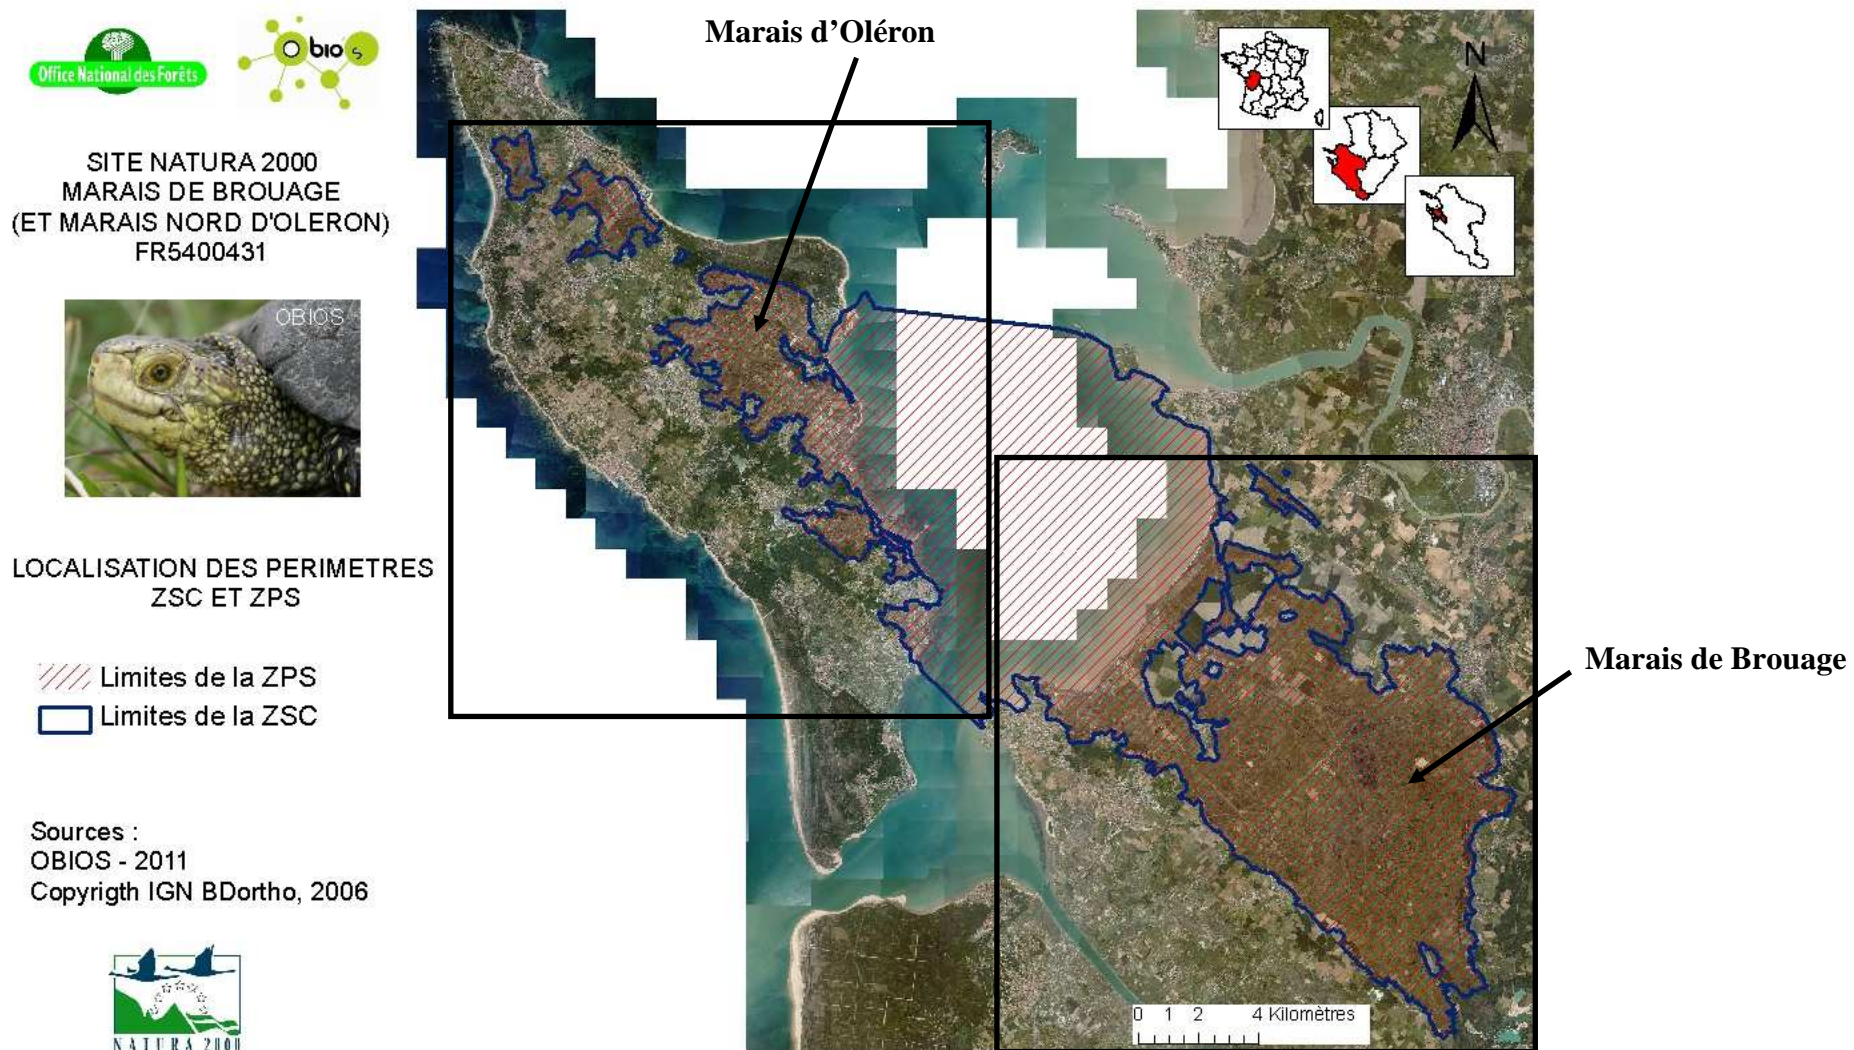 Office National des Forêts
Obios
SITE NATURA 2000
MARAIS DE BROUAGE
(ET MARAIS NORD D'OLERON)
FR5400431
OBIOS
LOCALISATION DES PERIMETRES
ZSC ET ZPS
Limites de la ZPS
Limites de la ZSC
Sources :
OBIOS - 2011
Copyrigth IGN BDortho, 2006
NATURA 2000
Marais d'Oléron
N
Marais de Brouage
0 1 2 4 Kilomètres